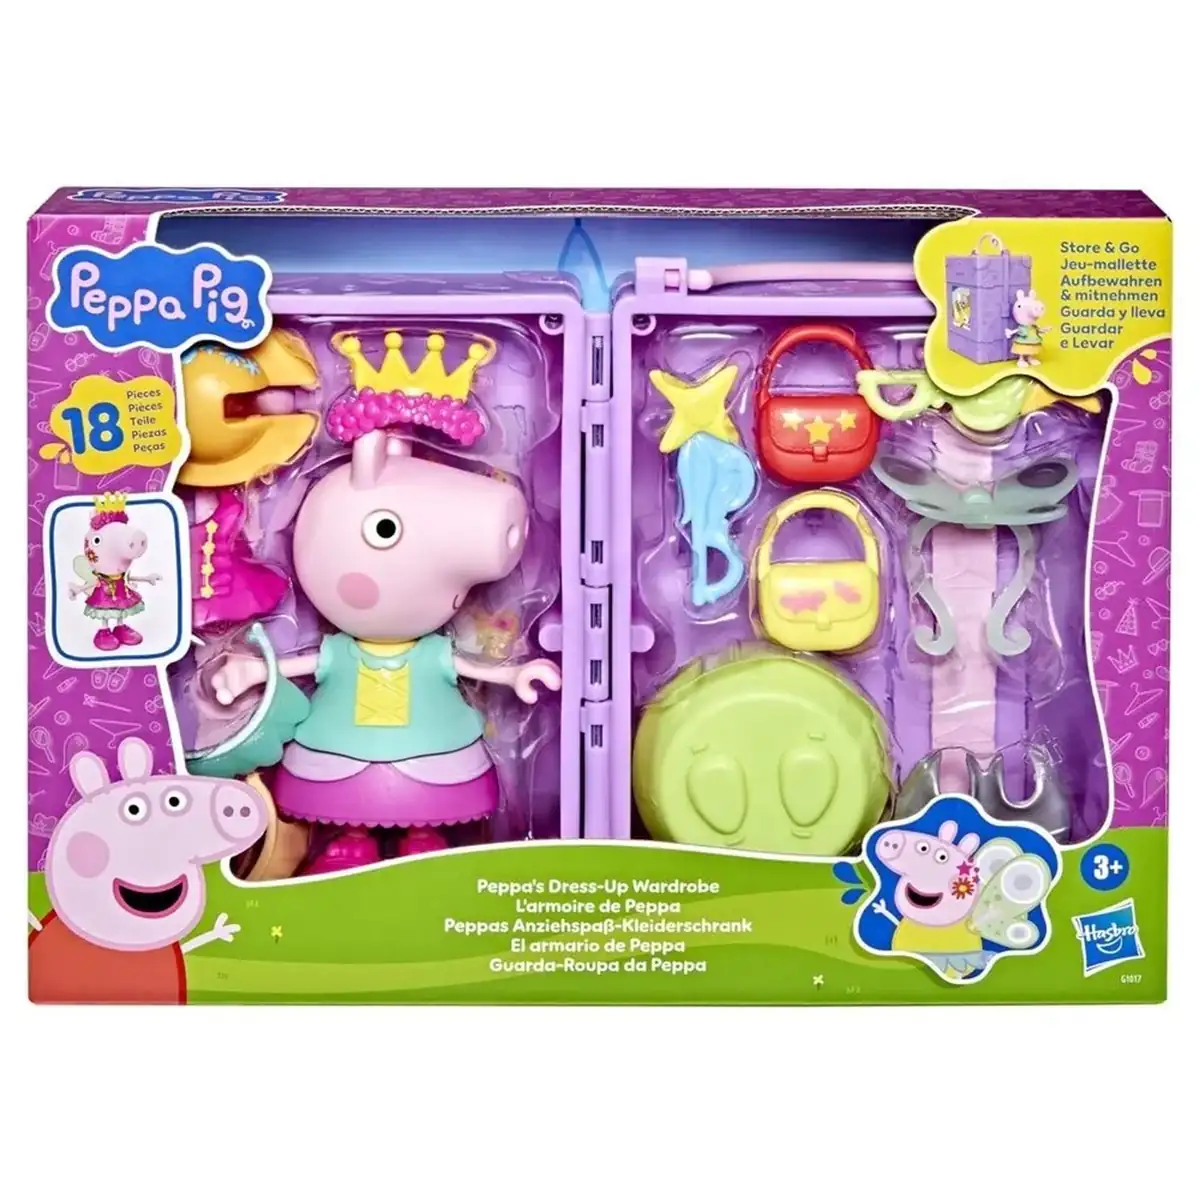 Peppa Pig
Peppa Pig
Store & Go
Jeu-mallette
Aufbewahren
& mitnehmen
Guarda y lleva
Guardar
e Levar
18
Pieces
Pièces
Teile
Piezas
Peças
Peppa's Dress-Up Wardrobe
L'armoire de Peppa
Peppas Anziehspaß-Kleiderschrank
El armario de Peppa
Guarda-Roupa da Peppa
3+
Hasbro
G1017